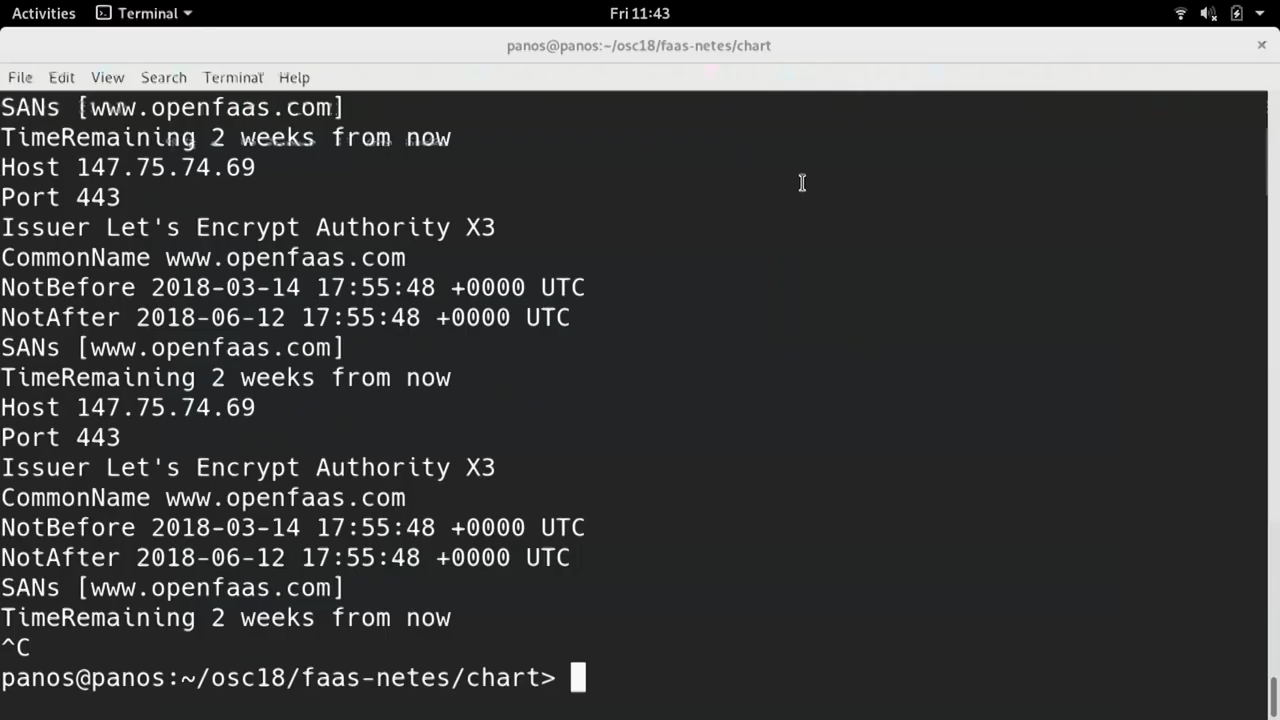 Activities Terminal Fri 11:43
panos@panos:~/osc18/faas-netes/chart ×
File Edit View Search Terminal Help
SANs [www.openfaas.com]
TimeRemaining 2 weeks from now
Host 147.75.74.69
Port 443
Issuer Let's Encrypt Authority X3
CommonName www.openfaas.com
NotBefore 2018-03-14 17:55:48 +0000 UTC
NotAfter 2018-06-12 17:55:48 +0000 UTC
SANs [www.openfaas.com]
TimeRemaining 2 weeks from now
Host 147.75.74.69
Port 443
Issuer Let's Encrypt Authority X3
CommonName www.openfaas.com
NotBefore 2018-03-14 17:55:48 +0000 UTC
NotAfter 2018-06-12 17:55:48 +0000 UTC
SANs [www.openfaas.com]
TimeRemaining 2 weeks from now
^C
panos@panos:~/osc18/faas-netes/chart>